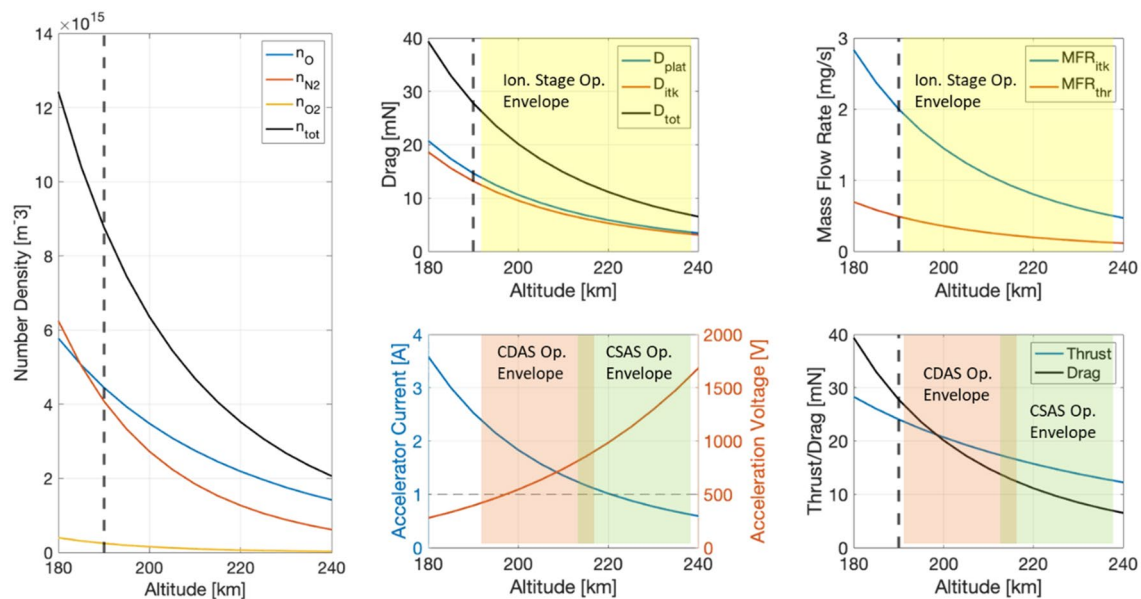 ×10¹⁵
14
12
10
8
6
4
2
0
Number Density [m^-3]
180
200
220
240
Altitude [km]
n_O
n_N2
n_O2
n_tot
40
30
20
10
0
Drag [mN]
180
200
220
240
Altitude [km]
Ion. Stage Op.
Envelope
D_plat
D_itk
D_tot
3
2
1
0
Mass Flow Rate [mg/s]
180
200
220
240
Altitude [km]
Ion. Stage Op.
Envelope
MFR_itk
MFR_thr
4
3
2
1
0
Accelerator Current [A]
CDAS Op.
Envelope
CSAS Op.
Envelope
2000
1500
1000
500
0
Acceleration Voltage [V]
180
200
220
240
Altitude [km]
40
30
20
10
0
Thrust/Drag [mN]
CDAS Op.
Envelope
Thrust
Drag
CSAS Op.
Envelope
180
200
220
240
Altitude [km]